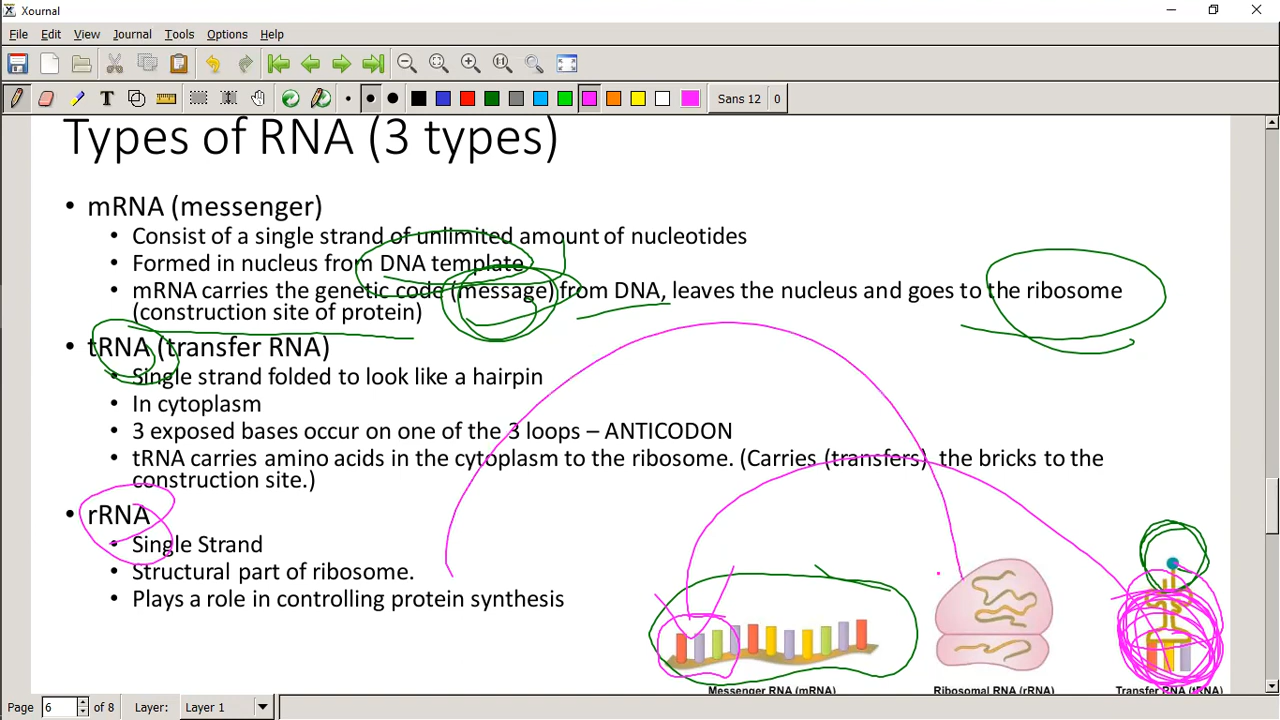 Xournal
File Edit View Journal Tools Options Help
Sans 12 0
Types of RNA (3 types)
• mRNA (messenger)
• Consist of a single strand of unlimited amount of nucleotides
• Formed in nucleus from DNA template
• mRNA carries the genetic code (message) from DNA, leaves the nucleus and goes to the ribosome
(construction site of protein)
• tRNA (transfer RNA)
• Single strand folded to look like a hairpin
• In cytoplasm
• 3 exposed bases occur on one of the 3 loops – ANTICODON
• tRNA carries amino acids in the cytoplasm to the ribosome. (Carries (transfers) the bricks to the
construction site.)
• rRNA
• Single Strand
• Structural part of ribosome.
• Plays a role in controlling protein synthesis
Messenger RNA (mRNA) Ribosomal RNA (rRNA) Transfer RNA (tRNA)
Page 6 of 8 Layer: Layer 1